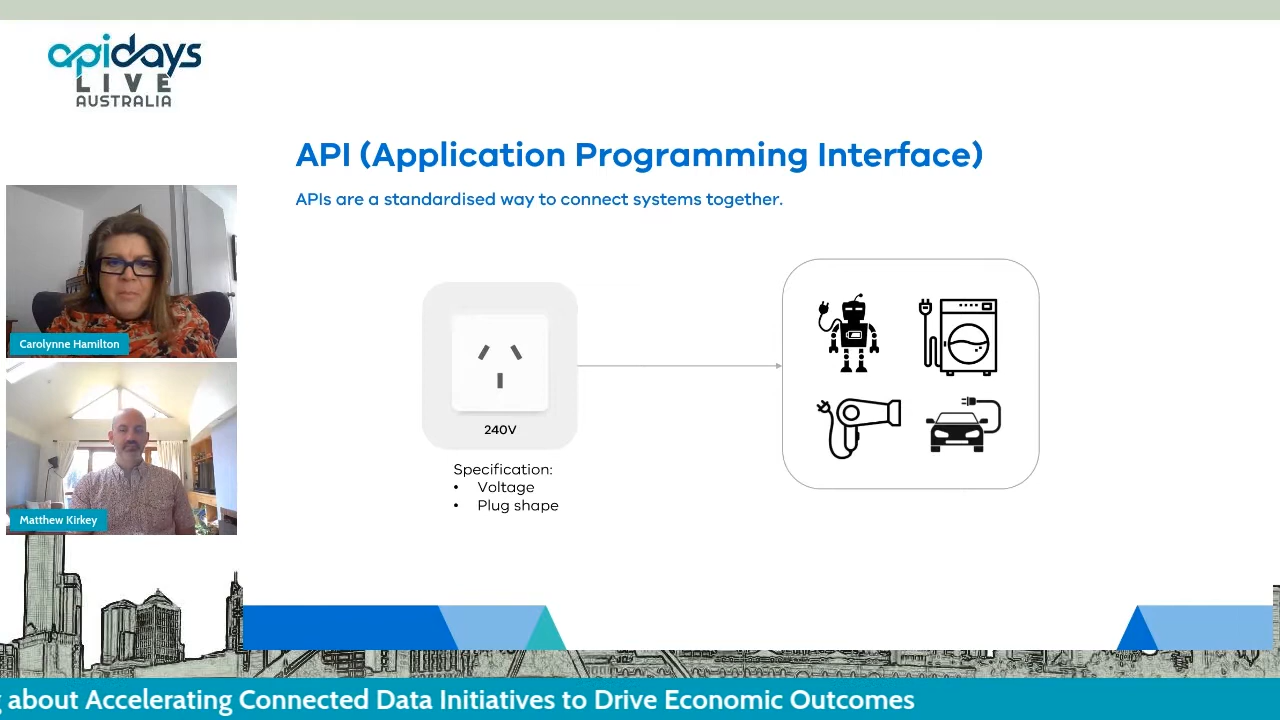 apidays
LIVE
AUSTRALIA
API (Application Programming Interface)
APIs are a standardised way to connect systems together.
Carolynne Hamilton
Matthew Kirkey
240V
Specification:
• Voltage
• Plug shape
about Accelerating Connected Data Initiatives to Drive Economic Outcomes